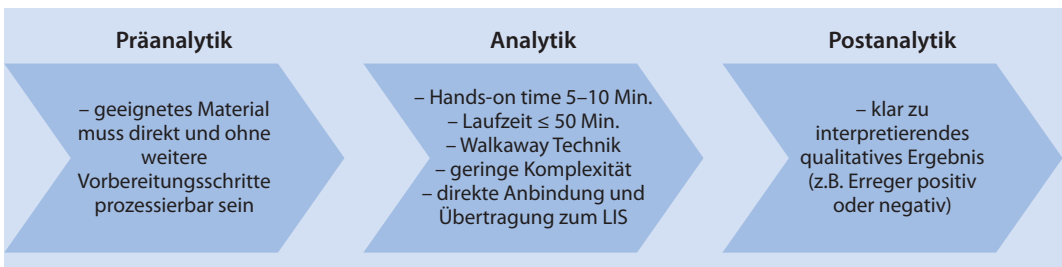 Präanalytik
– geeignetes Material
muss direkt und ohne
weitere
Vorbereitungsschritte
prozessierbar sein
Analytik
– Hands-on time 5–10 Min.
– Laufzeit ≤ 50 Min.
– Walkaway Technik
– geringe Komplexität
– direkte Anbindung und
Übertragung zum LIS
Postanalytik
– klar zu
interpretierendes
qualitatives Ergebnis
(z.B. Erreger positiv
oder negativ)